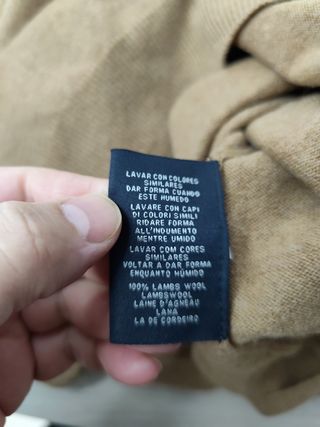 LAVAR CON COLORES
SIMILARES
DAR FORMA CUANDO
ESTE HUMEDO
LAVARE CON CAPI
DI COLORI SIMILI
RIDARE FORMA
ALL'INDUMENTO
MENTRE UMIDO
LAVAR COM CORES
SIMILARES
VOLTAR A DAR FORMA
ENQUANTO HÚMIDO
100% LAMBS WOOL
LAMBSWOOL
LAINE D'AGNEAU
LANA
LA DE CORDEIRO